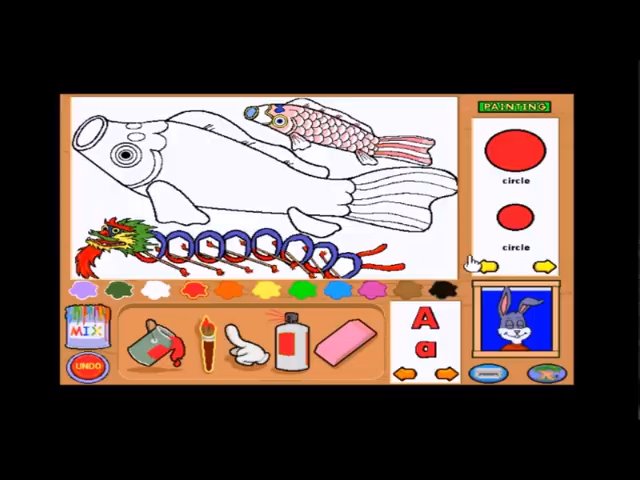 PAINTING
circle
circle
MIX
UNDO
A
a